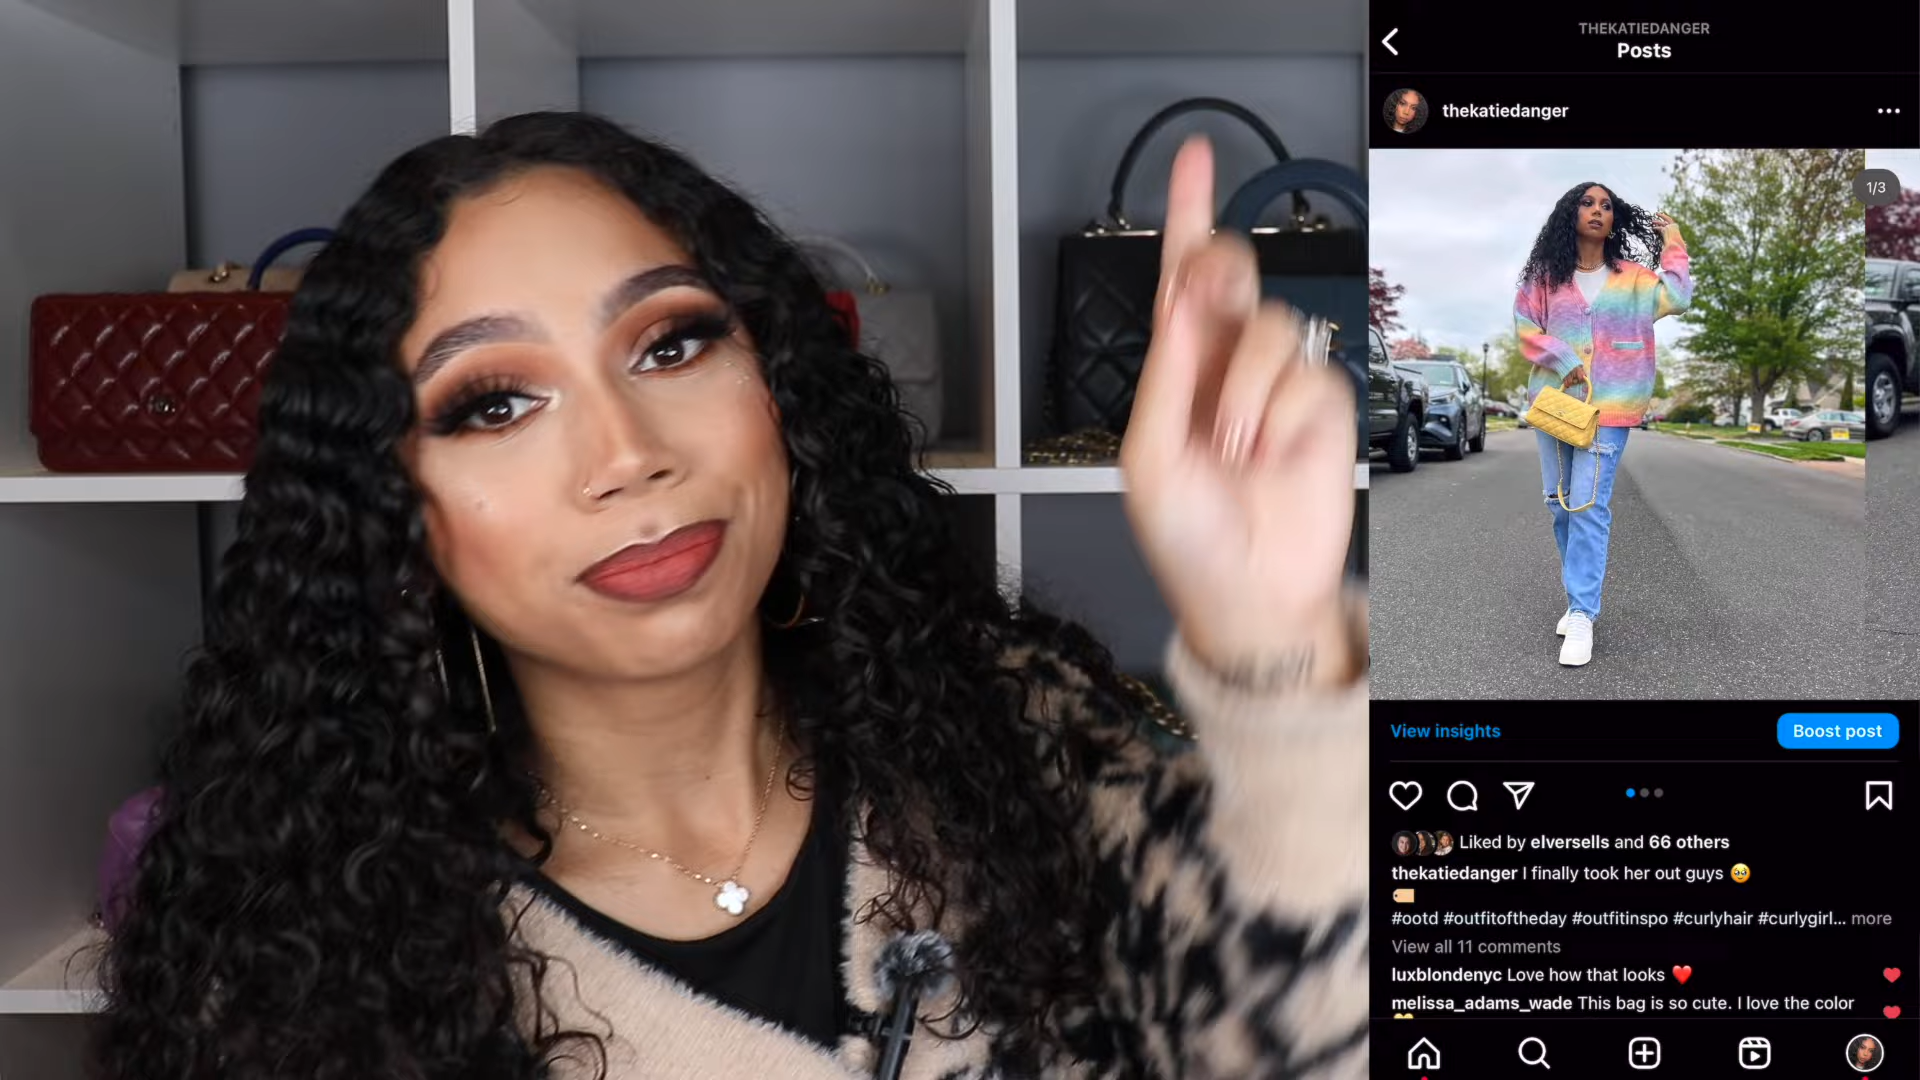 THEKATIEDANGER
Posts
thekatiedanger
1/3
View insights
Boost post
Liked by elversells and 66 others
thekatiedanger I finally took her out guys 🥹
🏷️
#ootd #outfitoftheday #outfitinspo #curlyhair #curlygirl... more
View all 11 comments
luxblondenyc Love how that looks ❤️
melissa_adams_wade This bag is so cute. I love the color